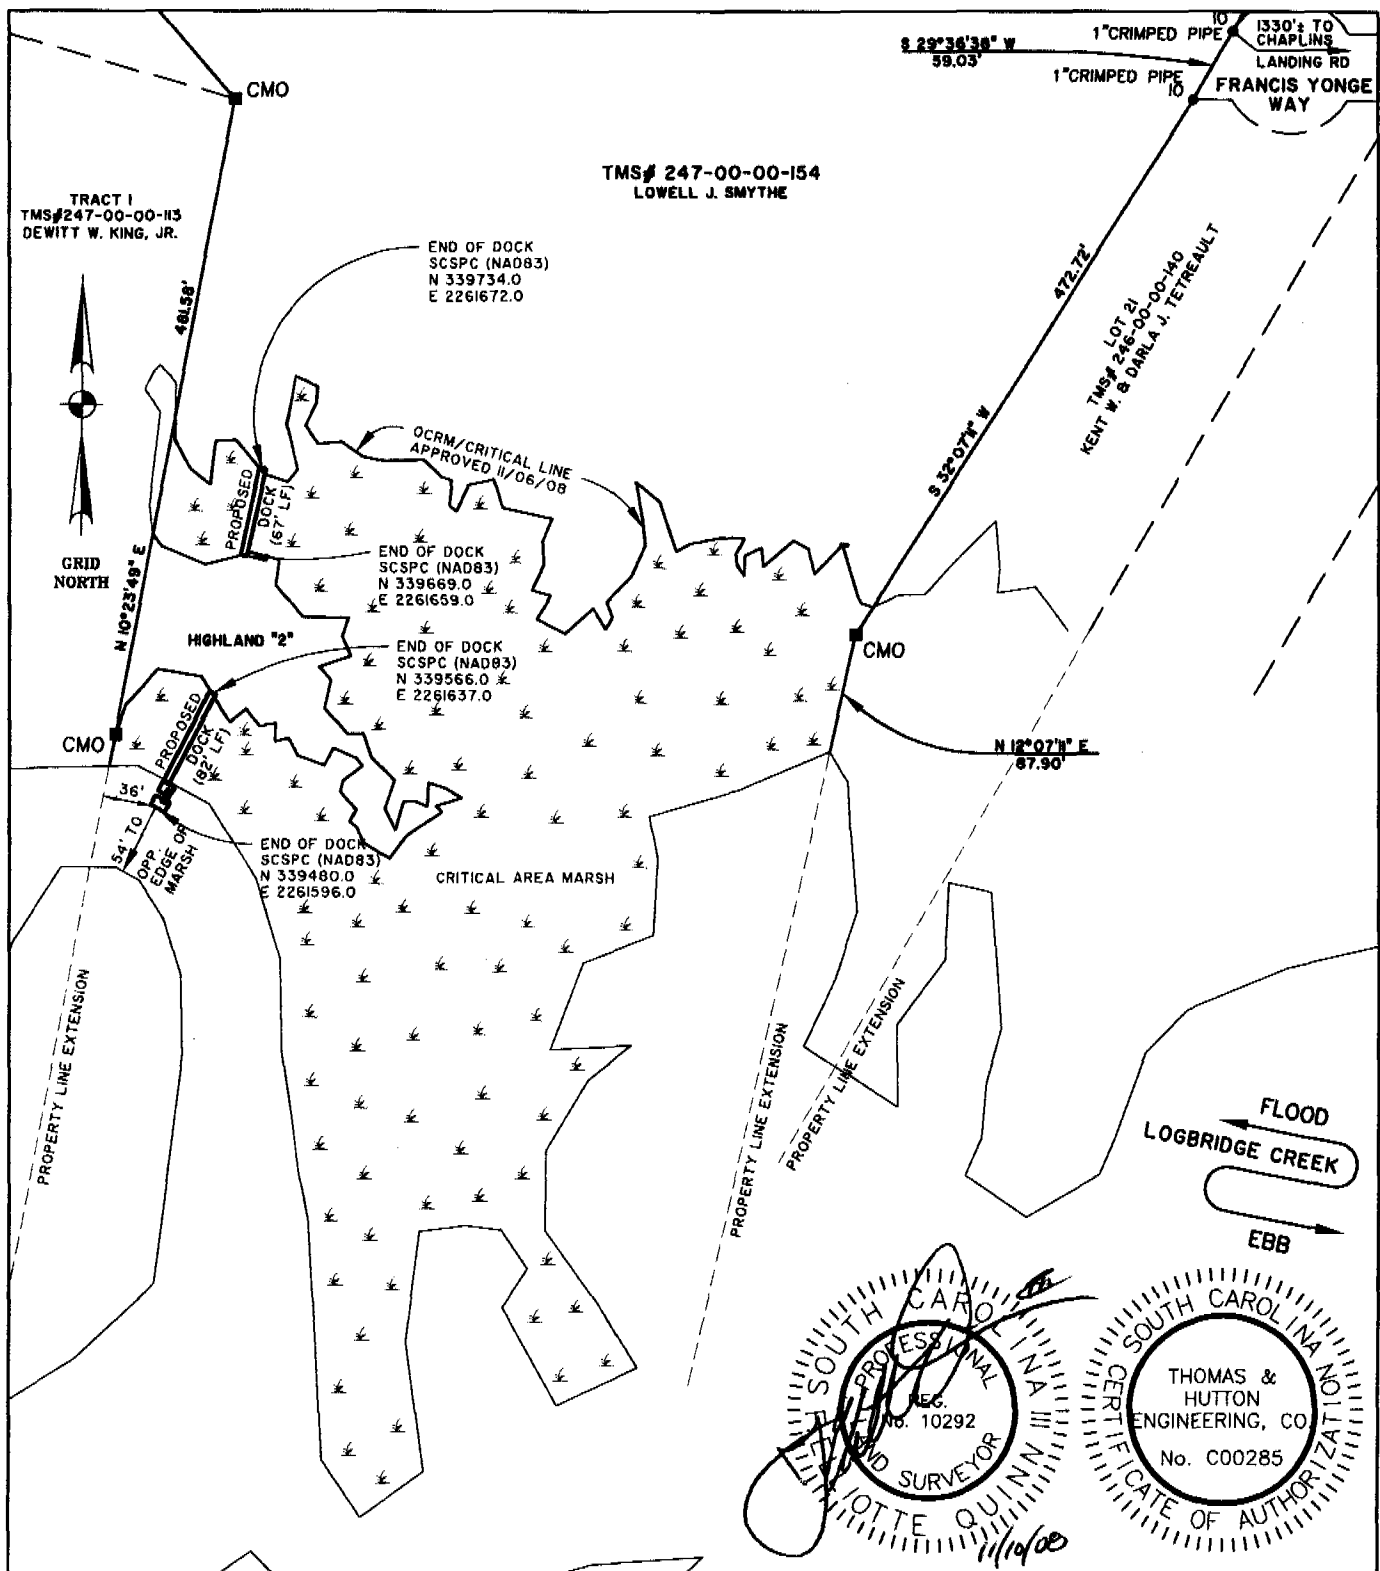 CMO
S 29°36'36" W
59.03'
1"CRIMPED PIPE
10
1"CRIMPED PIPE
10
1330'± TO
CHAPLINS
LANDING RD
FRANCIS YONGE
WAY
TMS# 247-00-00-154
LOWELL J. SMYTHE
TRACT 1
TMS#247-00-00-113
DEWITT W. KING, JR.
END OF DOCK
SCSPC (NAD83)
N 339734.0
E 2261672.0
481.58'
472.72'
LOT 21
TMS# 246-00-00-140
KENT W. & DARLA J. TETREAULT
OCRM/CRITICAL LINE
APPROVED 11/06/08
S 32°07'11" W
PROPOSED
DOCK
(67' LF)
GRID
NORTH
N 10°23'49" E
END OF DOCK
SCSPC (NAD83)
N 339669.0
E 2261659.0
HIGHLAND "2"
END OF DOCK
SCSPC (NAD83)
N 339566.0
E 2261637.0
CMO
CMO
PROPOSED
DOCK
(82' LF)
N 12°07'11" E
87.90'
36'
54' TO
OPP.
EDGE OF
MARSH
END OF DOCK
SCSPC (NAD83)
N 339480.0
E 2261596.0
CRITICAL AREA MARSH
PROPERTY LINE EXTENSION
PROPERTY LINE EXTENSION
PROPERTY LINE EXTENSION
FLOOD
LOGBRIDGE CREEK
EBB
SOUTH CAROLINA
PROFESSIONAL
REG.
No. 10292
LAND SURVEYOR
OTTE QUINN III
11/10/08
SOUTH CAROLINA
THOMAS &
HUTTON
ENGINEERING, CO.
No. C00285
CERTIFICATE OF AUTHORIZATION